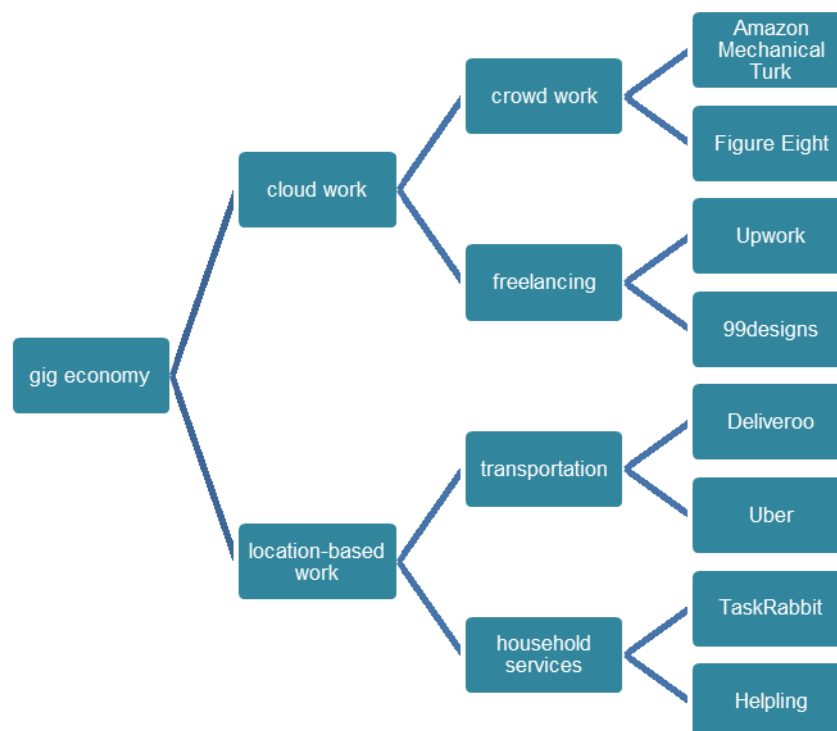 gig economy
cloud work
location-based
work
crowd work
freelancing
transportation
household
services
Amazon
Mechanical
Turk
Figure Eight
Upwork
99designs
Deliveroo
Uber
TaskRabbit
Helpling